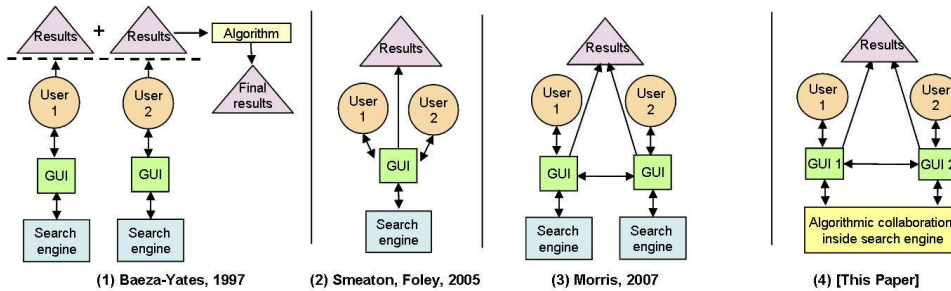 Results
+
Results
Algorithm
Final
results
User
1
User
2
GUI
GUI
Search
engine
Search
engine
(1) Baeza-Yates, 1997
Results
User
1
User
2
GUI
Search
engine
(2) Smeaton, Foley, 2005
Results
User
1
User
2
GUI
GUI
Search
engine
Search
engine
(3) Morris, 2007
Results
User
1
User
2
GUI 1
GUI 2
Algorithmic collaboration
inside search engine
(4) [This Paper]